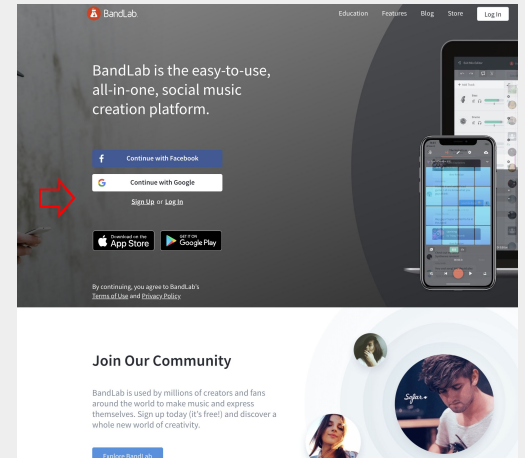 BandLab
Education Features Blog Store Log In
BandLab is the easy-to-use,
all-in-one, social music
creation platform.
Continue with Facebook
Continue with Google
Sign Up or Log In
Download on the
App Store
GET IT ON
Google Play
By continuing, you agree to BandLab's
Terms of Use and Privacy Policy
Join Our Community
BandLab is used by millions of creators and fans
around the world to make music and express
themselves. Sign up today (it's free!) and discover a
whole new world of creativity.
Explore BandLab